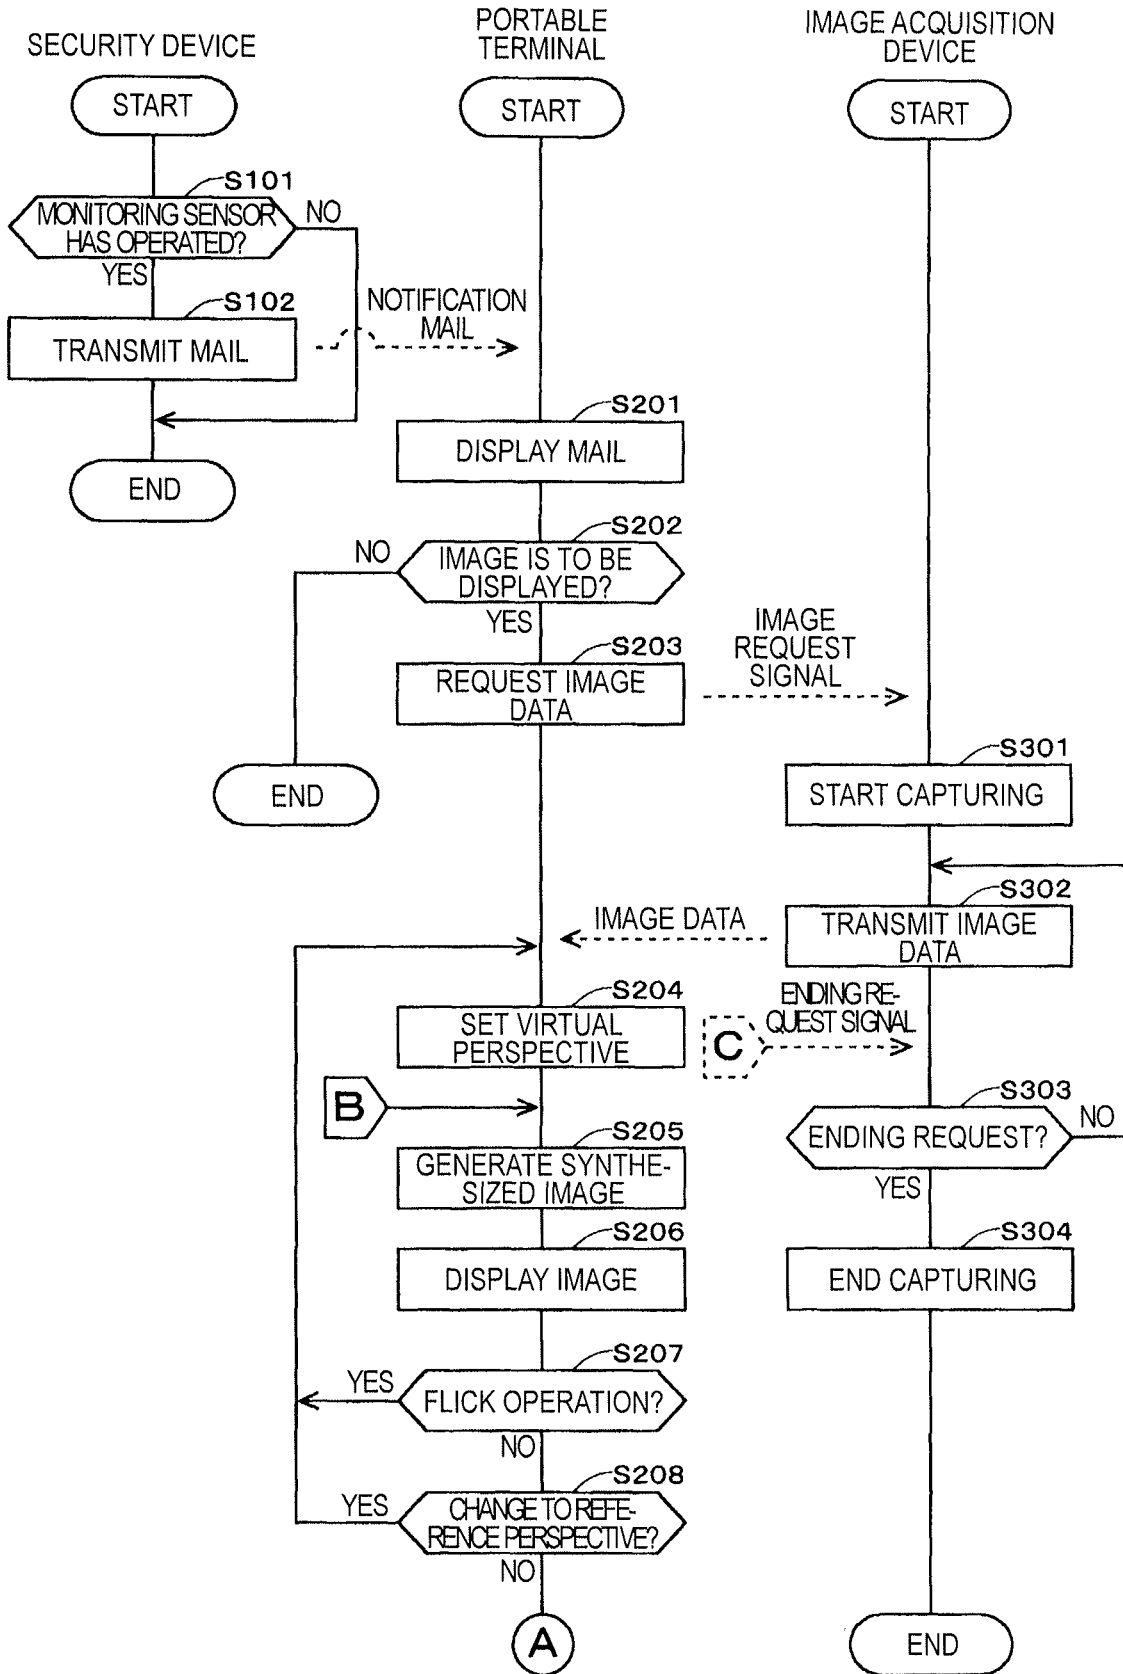 SECURITY DEVICE
START
S101
MONITORING SENSOR
HAS OPERATED?
NO
YES
S102
TRANSMIT MAIL
NOTIFICATION
MAIL
END
PORTABLE
TERMINAL
START
S201
DISPLAY MAIL
S202
IMAGE IS TO BE
DISPLAYED?
NO
YES
END
S203
REQUEST IMAGE
DATA
IMAGE
REQUEST
SIGNAL
S204
SET VIRTUAL
PERSPECTIVE
B
S205
GENERATE SYNTHE-
SIZED IMAGE
S206
DISPLAY IMAGE
S207
FLICK OPERATION?
YES
NO
S208
CHANGE TO REFE-
RENCE PERSPECTIVE?
YES
NO
A
IMAGE ACQUISITION
DEVICE
START
S301
START CAPTURING
S302
TRANSMIT IMAGE
DATA
IMAGE DATA
C
ENDING RE-
QUEST SIGNAL
S303
ENDING REQUEST?
NO
YES
S304
END CAPTURING
END